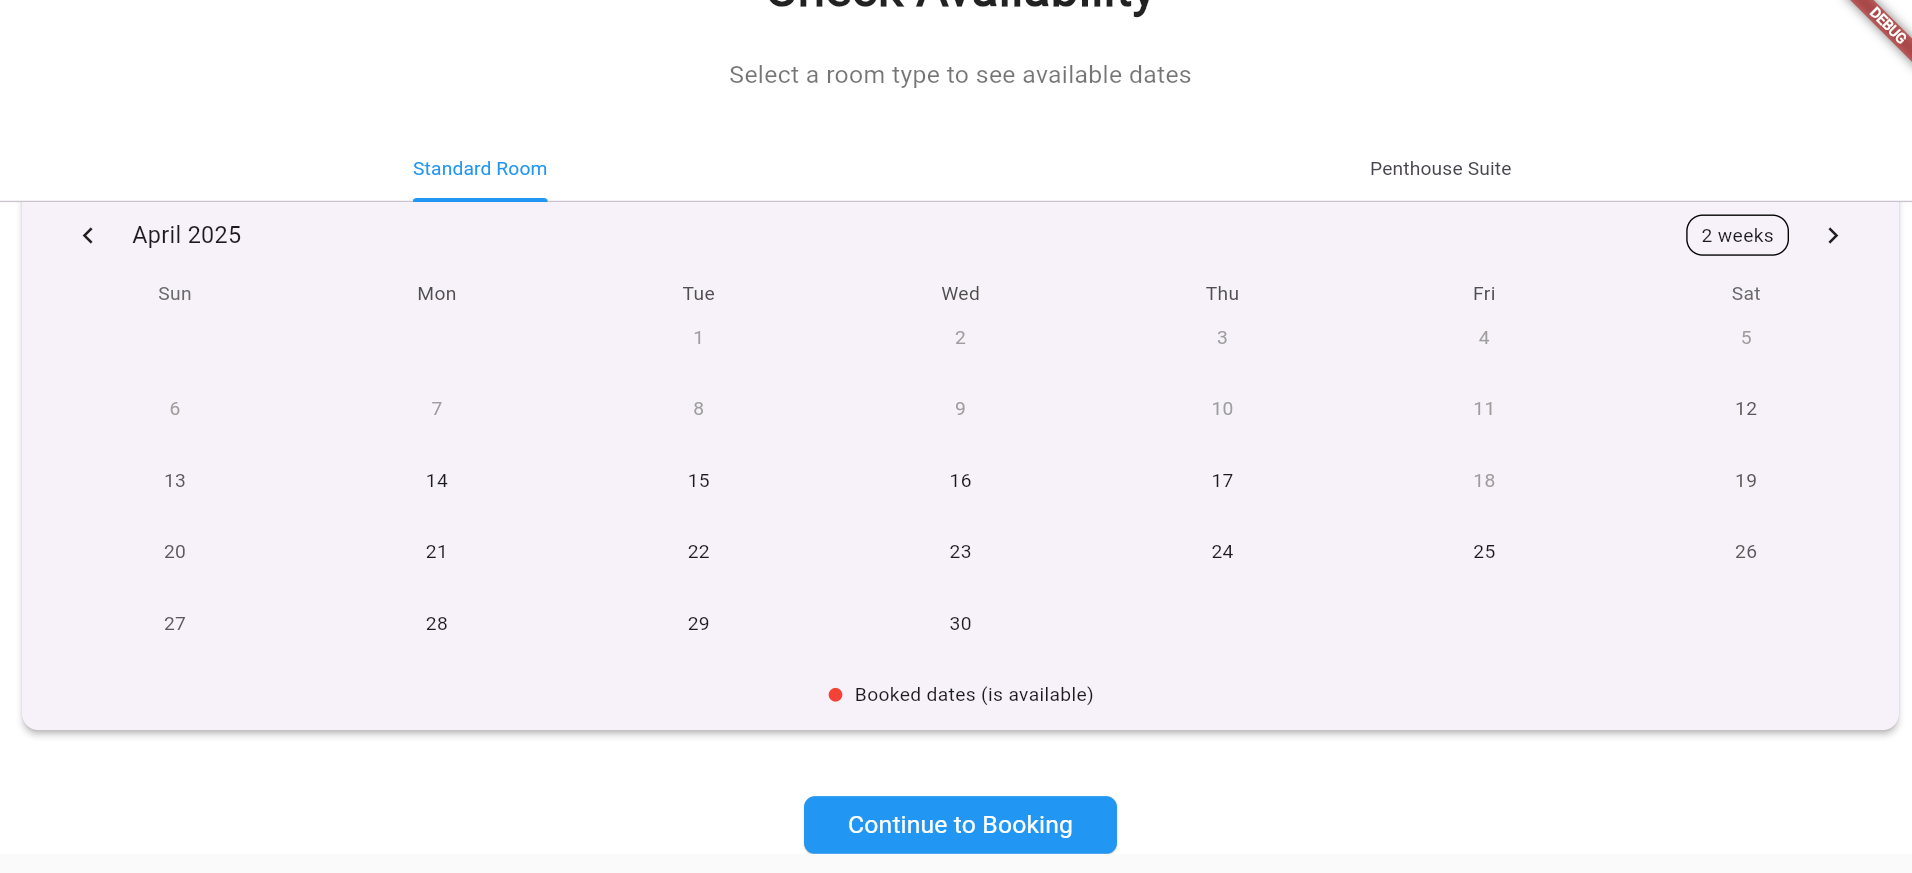 Check Availability
DEBUG
Select a room type to see available dates
Standard Room Penthouse Suite
April 2025 2 weeks
Sun Mon Tue Wed Thu Fri Sat
1 2 3 4 5
6 7 8 9 10 11 12
13 14 15 16 17 18 19
20 21 22 23 24 25 26
27 28 29 30
Booked dates (is available)
Continue to Booking